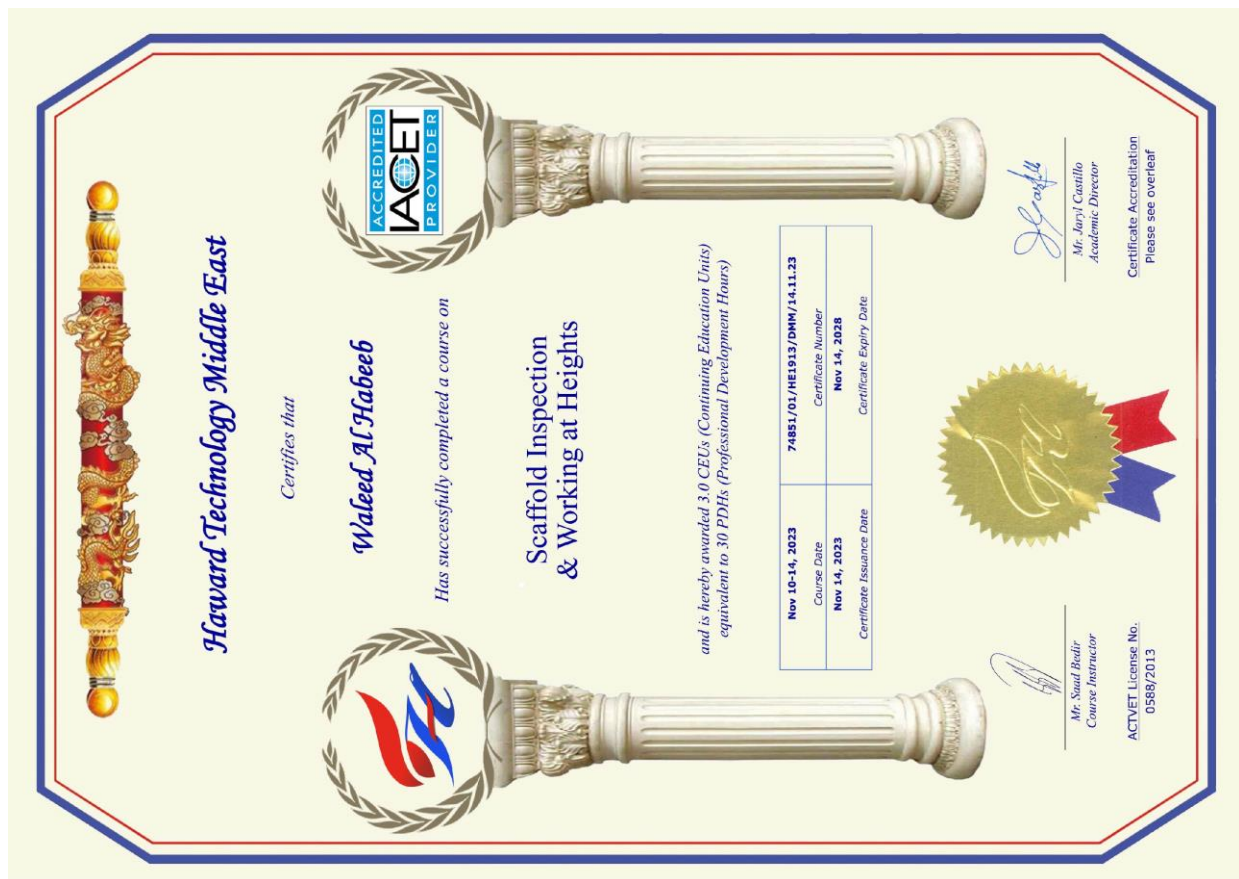 Haward Technology Middle East
Certifies that
ACCREDITED
IACET
PROVIDER
Waleed Al Habeeb
Has successfully completed a course on
Scaffold Inspection
& Working at Heights
and is hereby awarded 3.0 CEUs (Continuing Education Units)
equivalent to 30 PDHs (Professional Development Hours)
Nov 10-14, 2023
74851/01/HE1913/DMM/14.11.23
Course Date
Certificate Number
Nov 14, 2023
Nov 14, 2028
Certificate Issuance Date
Certificate Expiry Date
Mr. Saad Bedir
Course Instructor
Mr. Jaryl Castillo
Academic Director
ACTVET License No.
0588/2013
Certificate Accreditation
Please see overleaf